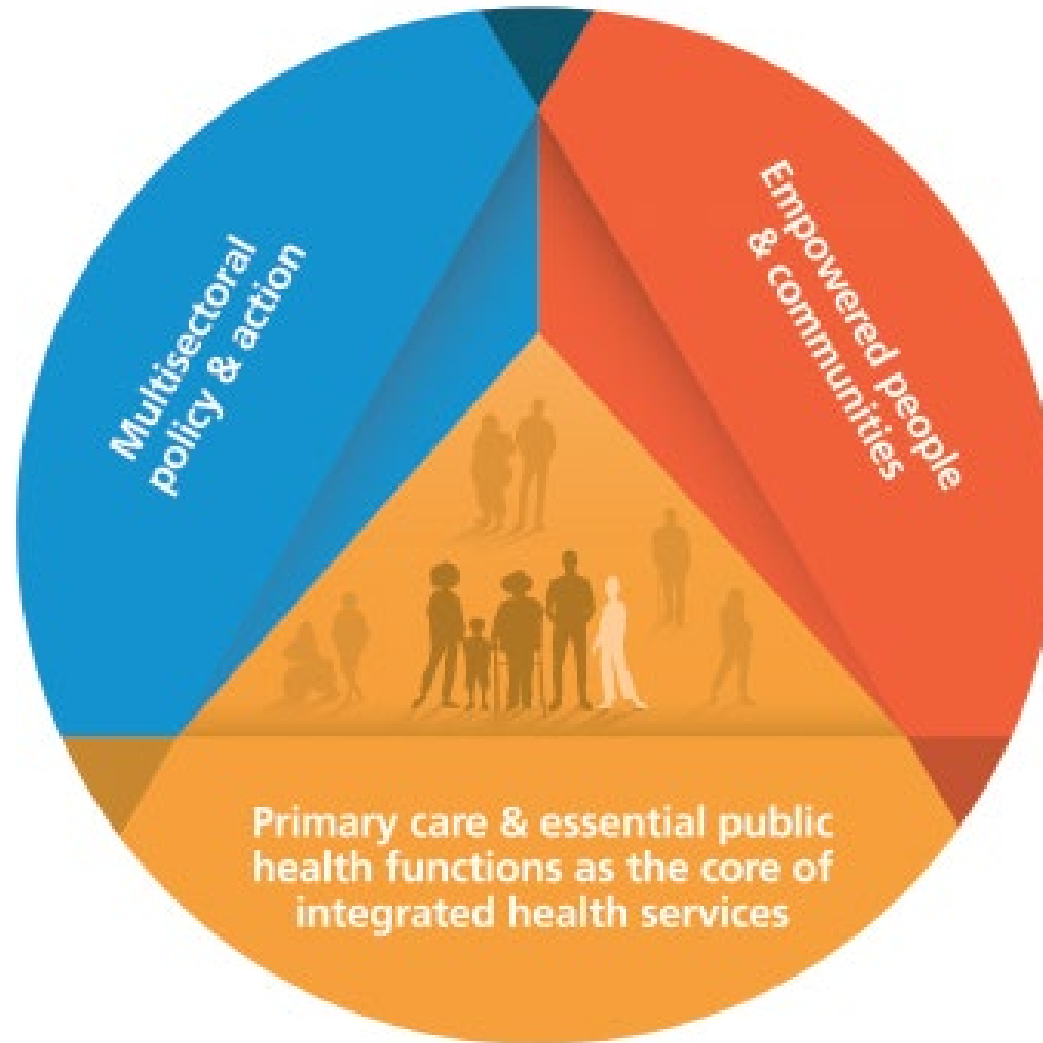 Multisectoral
policy & action
Empowered people
& communities
Primary care & essential public
health functions as the core of
integrated health services